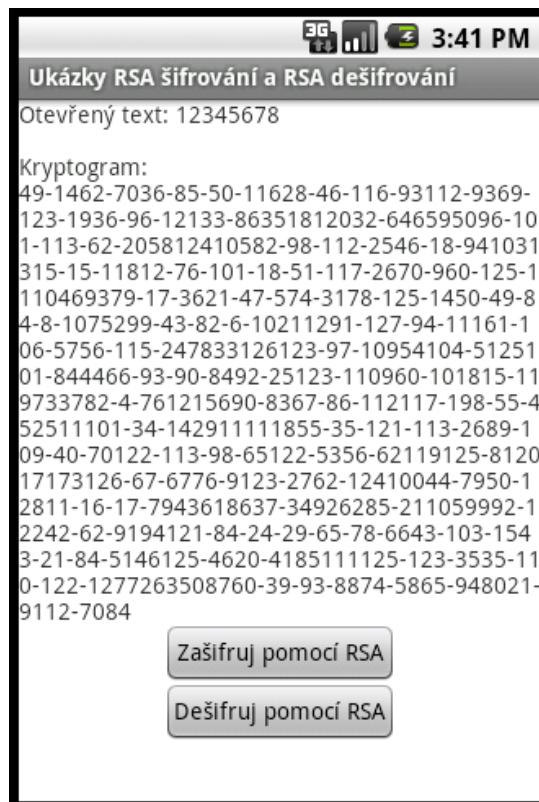 3G 3:41 PM
Ukázky RSA šifrování a RSA dešifrování
Otevřený text: 12345678
Kryptogram:
49-1462-7036-85-50-11628-46-116-93112-9369-
123-1936-96-12133-86351812032-646595096-10
1-113-62-205812410582-98-112-2546-18-941031
315-15-11812-76-101-18-51-117-2670-960-125-1
110469379-17-3621-47-574-3178-125-1450-49-8
4-8-1075299-43-82-6-10211291-127-94-11161-1
06-5756-115-247833126123-97-10954104-51251
01-844466-93-90-8492-25123-110960-101815-11
9733782-4-761215690-8367-86-112117-198-55-4
52511101-34-142911111855-35-121-113-2689-1
09-40-70122-113-98-65122-5356-62119125-8120
17173126-67-6776-9123-2762-12410044-7950-1
2811-16-17-7943618637-34926285-211059992-1
2242-62-9194121-84-24-29-65-78-6643-103-154
3-21-84-5146125-4620-4185111125-123-3535-11
0-122-1277263508760-39-93-8874-5865-948021-
9112-7084
Zašifruj pomocí RSA
Dešifruj pomocí RSA